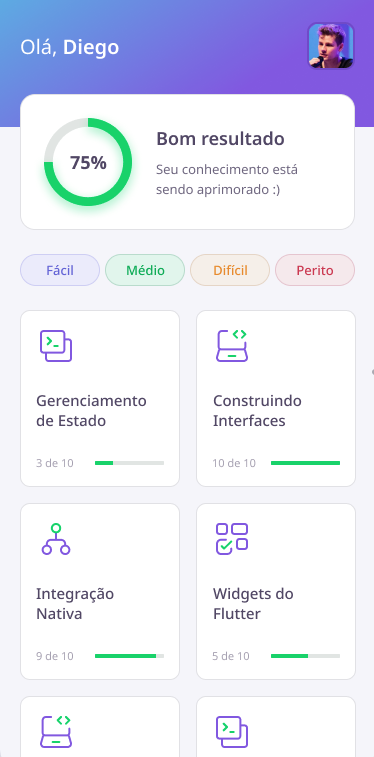 Olá, Diego
75%
Bom resultado
Seu conhecimento está
sendo aprimorado :)
Fácil
Médio
Difícil
Perito
Gerenciamento
de Estado
3 de 10
Construindo
Interfaces
10 de 10
Integração
Nativa
9 de 10
Widgets do
Flutter
5 de 10